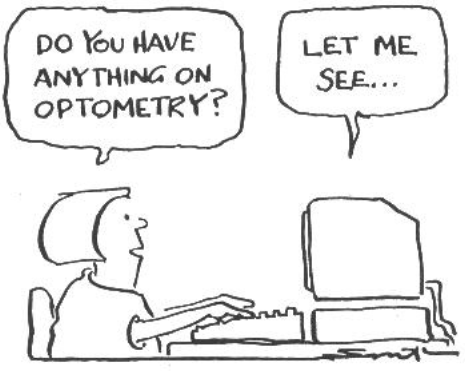 DO YOU HAVE
ANYTHING ON
OPTOMETRY?
LET ME
SEE...